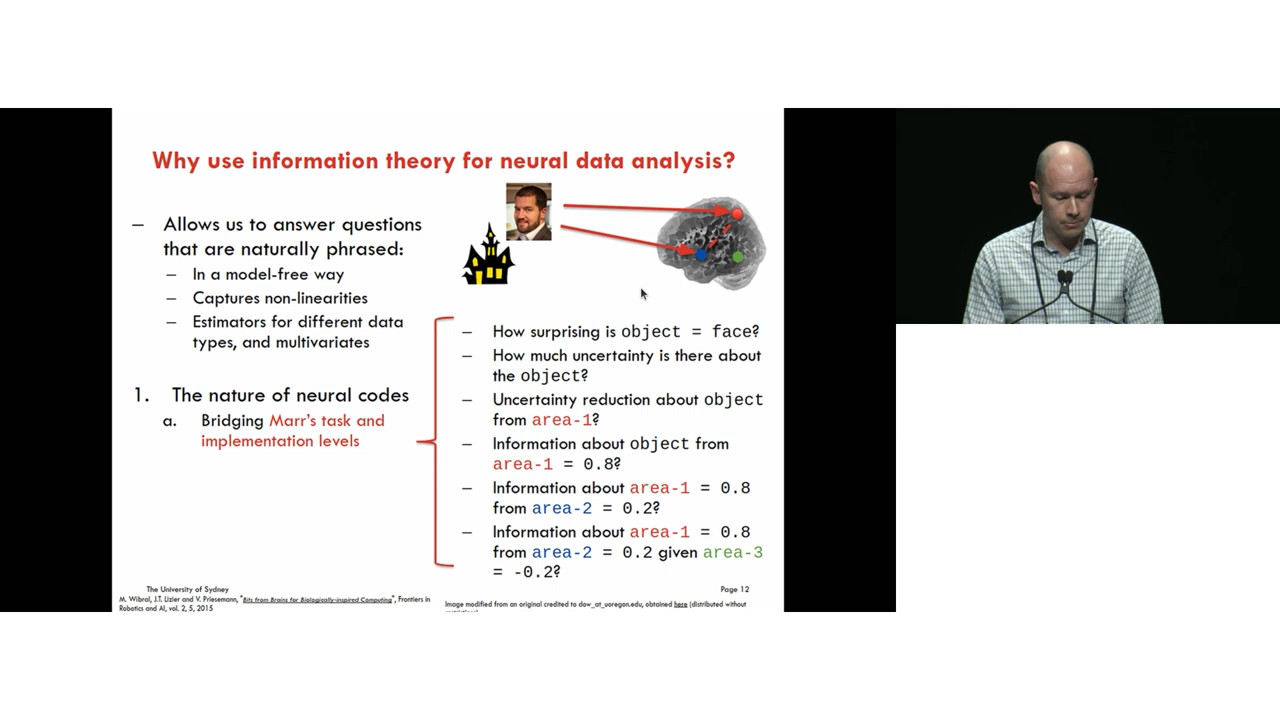 Why use information theory for neural data analysis?
– Allows us to answer questions
that are naturally phrased:
– In a model-free way
– Captures non-linearities
– Estimators for different data
types, and multivariates
1. The nature of neural codes
a. Bridging Marr's task and
implementation levels
– How surprising is object = face?
– How much uncertainty is there about
the object?
– Uncertainty reduction about object
from area-1?
– Information about object from
area-1 = 0.8?
– Information about area-1 = 0.8
from area-2 = 0.2?
– Information about area-1 = 0.8
from area-2 = 0.2 given area-3
= -0.2?
The University of Sydney
M. Wibral, J.T. Lizier and V. Priesemann, "Bits from Brains for Biologically-inspired Computing", Frontiers in
Robotics and AI, vol. 2, 5, 2015
Page 12
Image modified from an original credited to dow_at_uoregon.edu, obtained here (distributed without